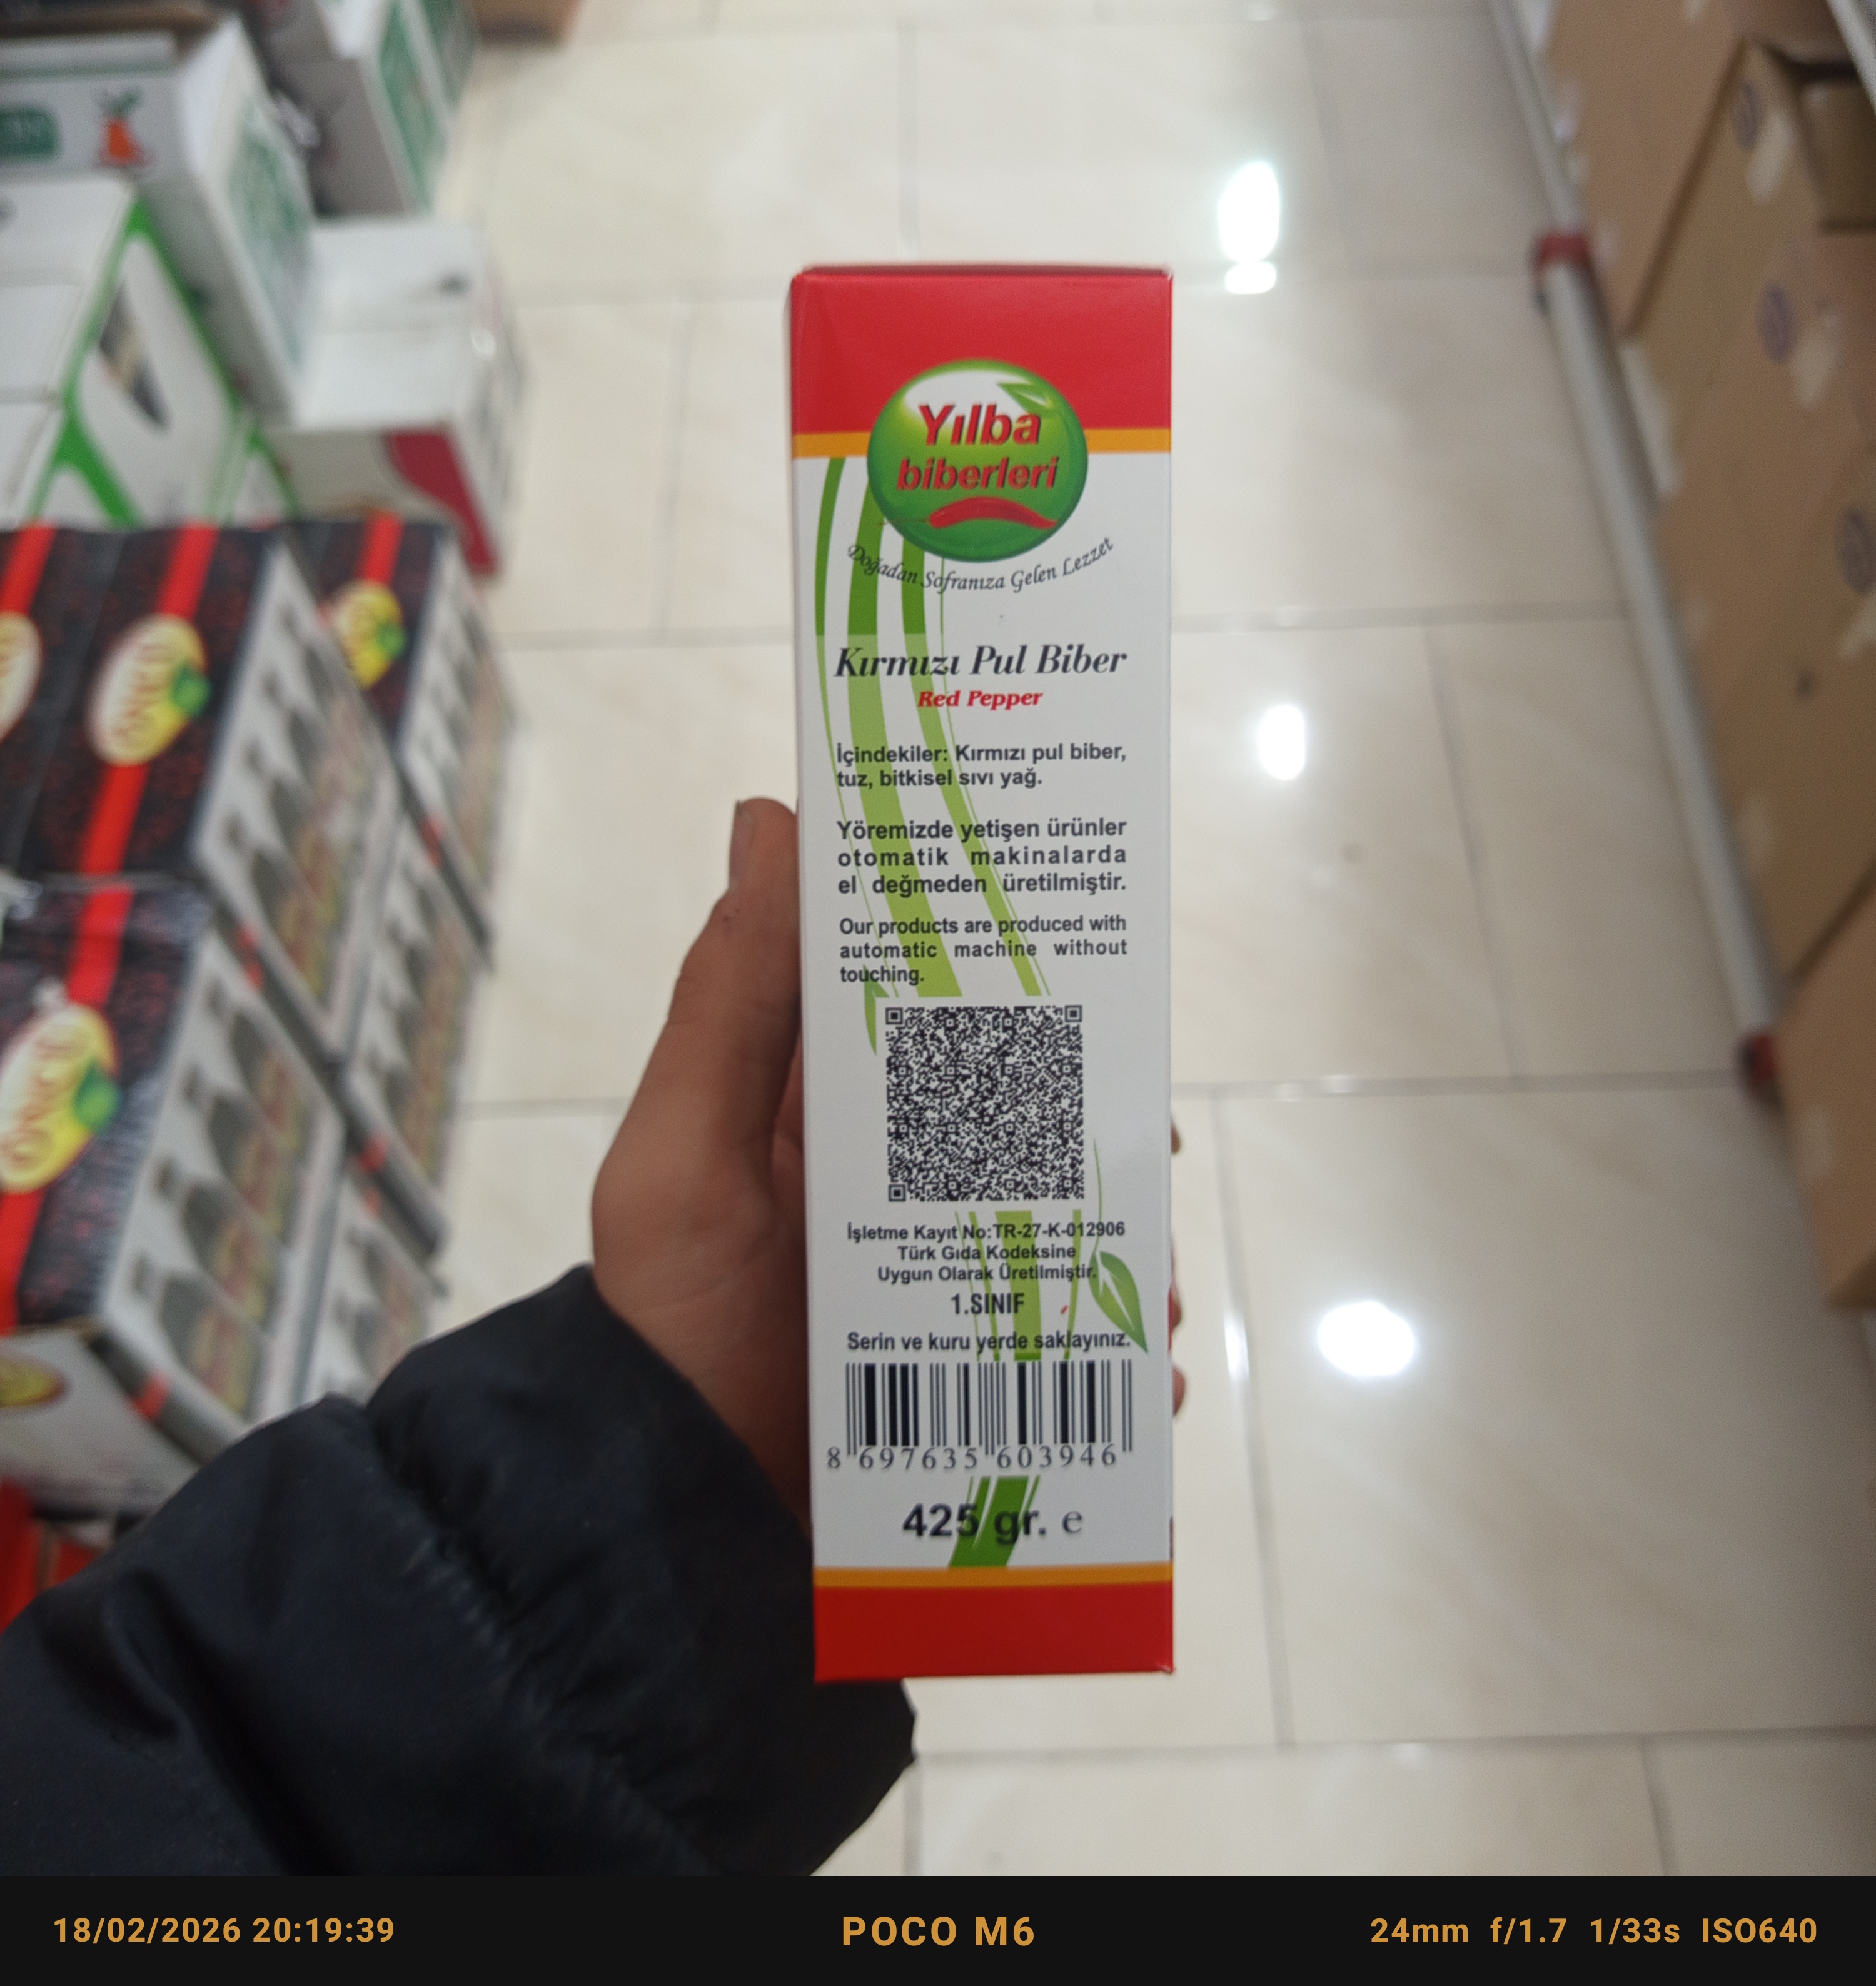 Yılba
biberleri
Doğadan Sofranıza Gelen Lezzet
Kırmızı Pul Biber
Red Pepper
İçindekiler: Kırmızı pul biber,
tuz, bitkisel sıvı yağ.
Yöremizde yetişen ürünler
otomatik makinalarda
el değmeden üretilmiştir.
Our products are produced with
automatic machine without
touching.
İşletme Kayıt No:TR-27-K-012906
Türk Gıda Kodeksine
Uygun Olarak Üretilmiştir.
1.SINIF
Serin ve kuru yerde saklayınız.
8 697635 603946
425 gr. e
18/02/2026 20:19:39
POCO M6
24mm f/1.7 1/33s ISO640